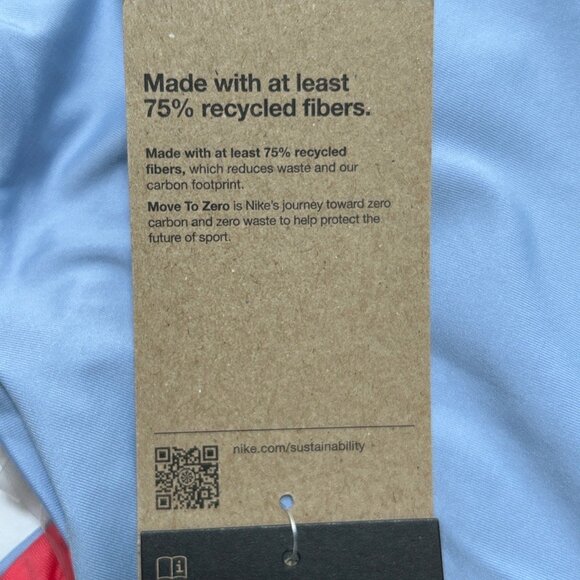 Made with at least
75% recycled fibers.
Made with at least 75% recycled
fibers, which reduces waste and our
carbon footprint.
Move To Zero is Nike's journey toward zero
carbon and zero waste to help protect the
future of sport.
nike.com/sustainability
i